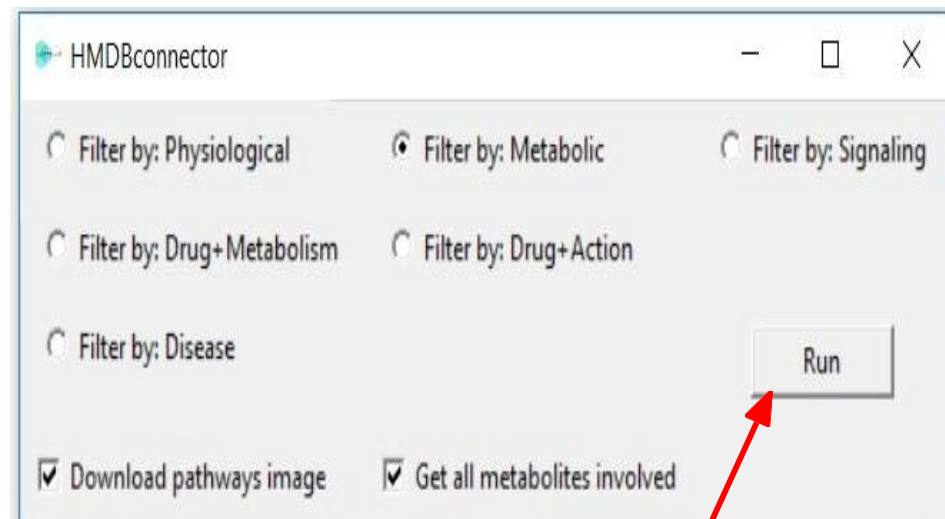 HMDBconnector
Filter by: Physiological Filter by: Metabolic Filter by: Signaling
Filter by: Drug+Metabolism Filter by: Drug+Action
Filter by: Disease
Run
Download pathways image Get all metabolites involved